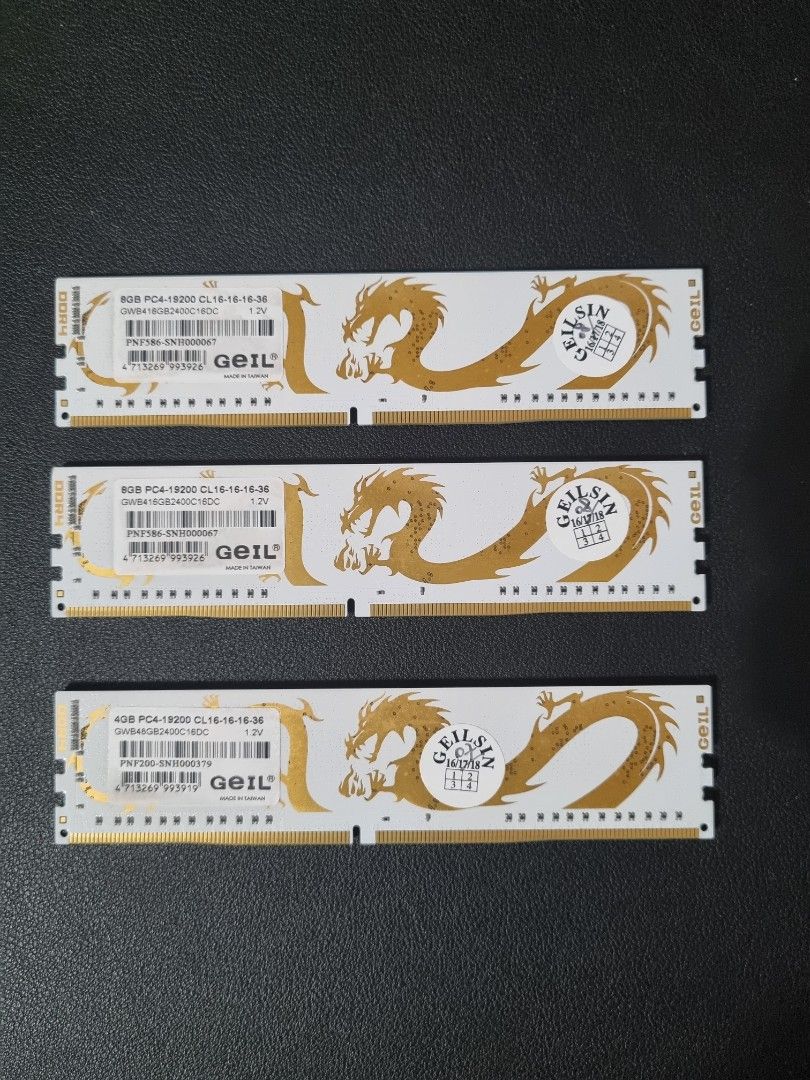 DDR4
8GB PC4-19200 CL16-16-16-36
GWB416GB2400C16DC 1.2V
PNF586-SNH000067
4 713269 993926
GeIL®
MADE IN TAIWAN
GEILSIN
16/17/18
1 2
3 4
GeIL
DDR4
8GB PC4-19200 CL16-16-16-36
GWB416GB2400C16DC 1.2V
PNF586-SNH000067
4 713269 993926
GeIL®
MADE IN TAIWAN
GEILSIN
16/17/18
1 2
3 4
GeIL
4GB PC4-19200 CL16-16-16-36
GWB48GB2400C16DC 1.2V
PNF200-SNH000379
4 713269 993919
GeIL®
MADE IN TAIWAN
GEILSIN
16/17/18
1 2
3 4
GeIL